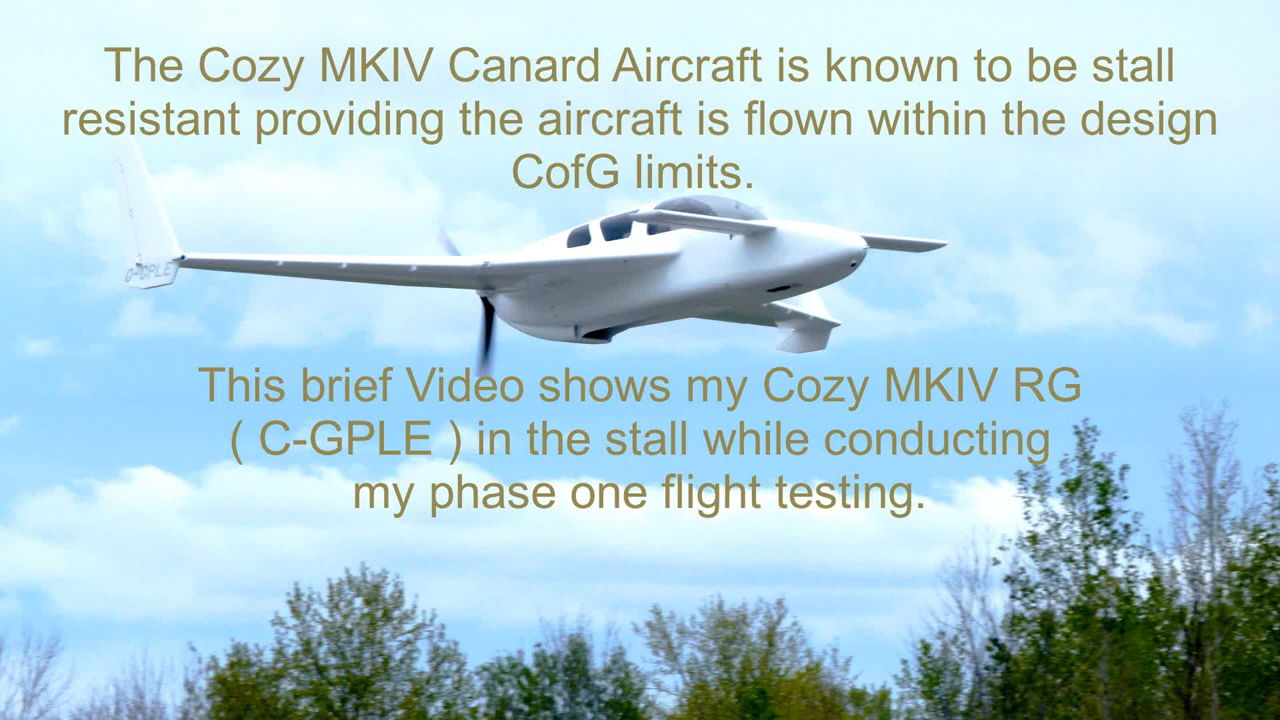 The Cozy MKIV Canard Aircraft is known to be stall
resistant providing the aircraft is flown within the design
CofG limits.
C-GPLE
This brief Video shows my Cozy MKIV RG
( C-GPLE ) in the stall while conducting
my phase one flight testing.